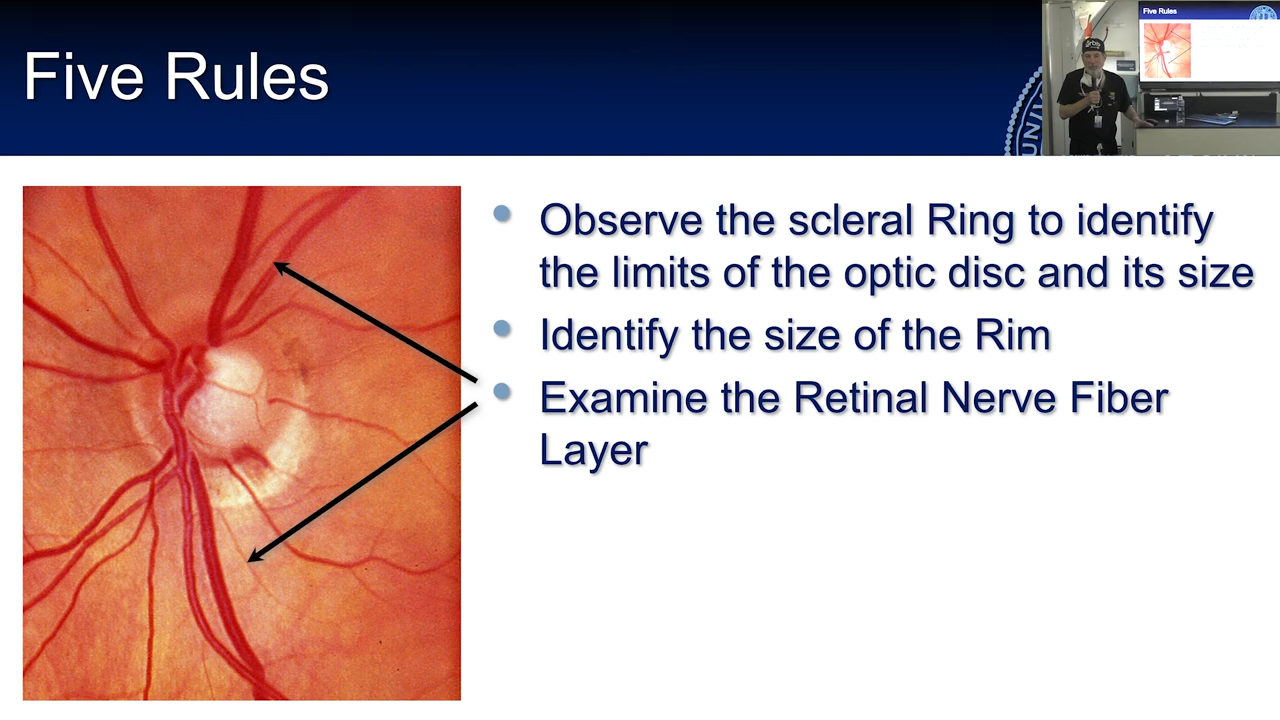 Five Rules
Five Rules
UNIV
Observe the scleral Ring to identify
the limits of the optic disc and its size
Identify the size of the Rim
Examine the Retinal Nerve Fiber
Layer